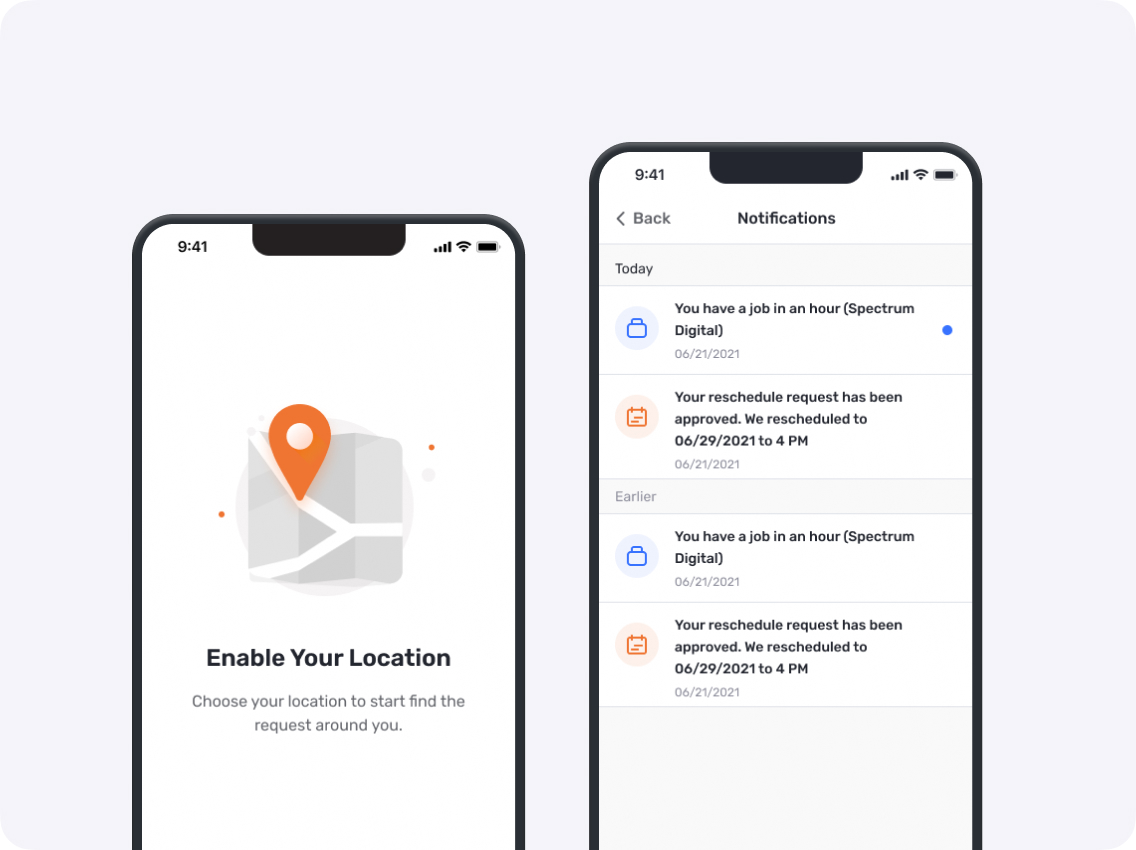 9:41
Enable Your Location
Choose your location to start find the
request around you.
9:41
Back
Notifications
Today
You have a job in an hour (Spectrum
Digital)
06/21/2021
Your reschedule request has been
approved. We rescheduled to
06/29/2021 to 4 PM
06/21/2021
Earlier
You have a job in an hour (Spectrum
Digital)
06/21/2021
Your reschedule request has been
approved. We rescheduled to
06/29/2021 to 4 PM
06/21/2021